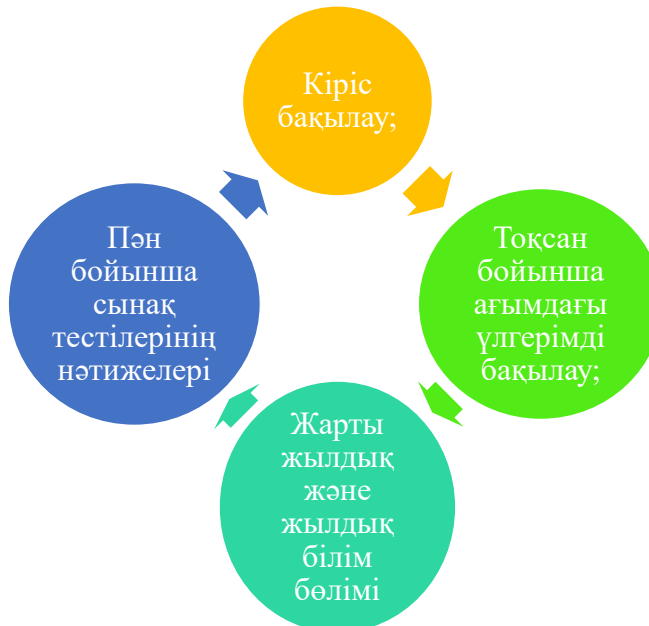 Кіріс
бақылау;
Тоқсан
бойынша
ағымдағы
үлгерімді
бақылау;
Жарты
жылдық
және
жылдық
білім
бөлімі
Пән
бойынша
сынақ
тестілерінің
нәтижелері